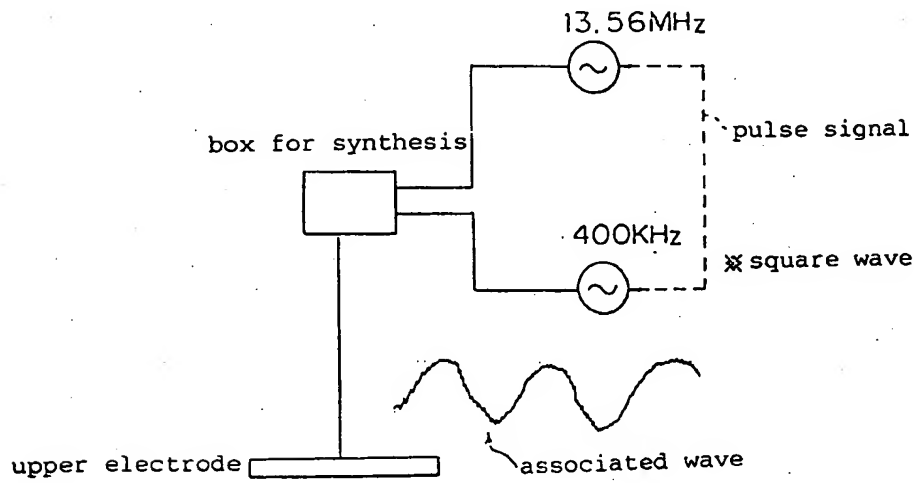 13.56MHz
pulse signal
box for synthesis
400KHz
※ square wave
associated wave
upper electrode